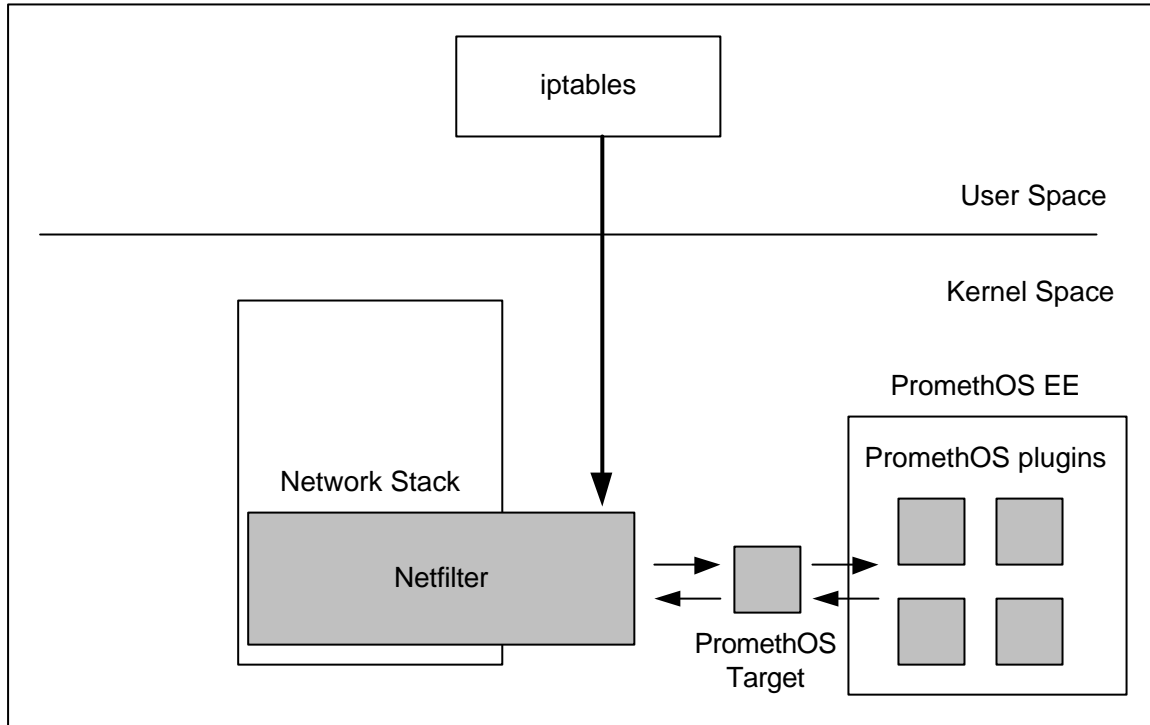 iptables
User Space
Kernel Space
PromethOS EE
PromethOS plugins
Network Stack
Netfilter
PromethOS
Target